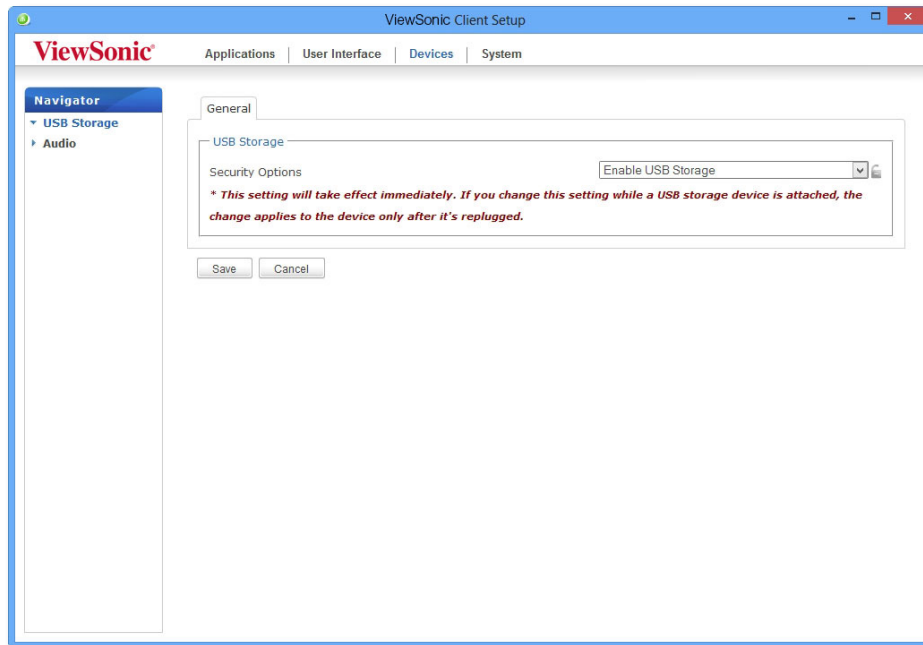 ViewSonic Client Setup
ViewSonic®
Applications | User Interface | Devices | System
Navigator
USB Storage
Audio
General
USB Storage
Security Options
Enable USB Storage
* This setting will take effect immediately. If you change this setting while a USB storage device is attached, the
change applies to the device only after it's replugged.
Save Cancel